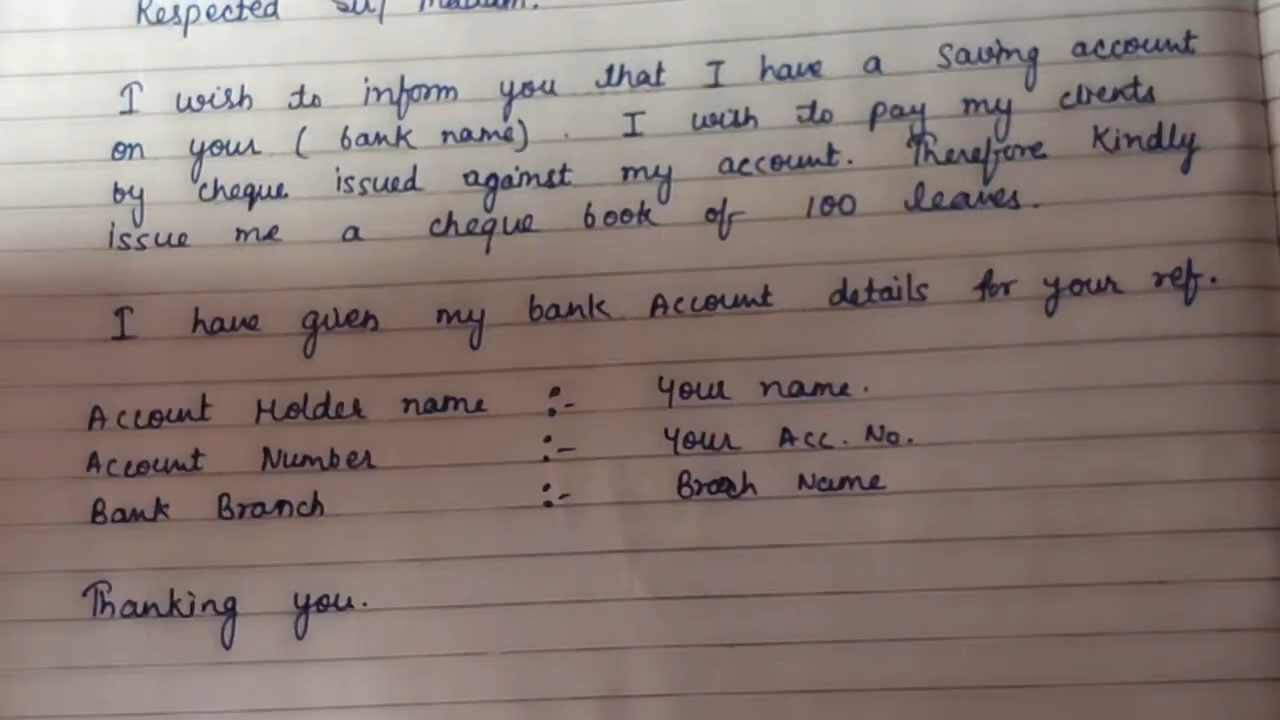 Respected Sir/ Madam.
I wish to inform you that I have a saving account
on your ( bank name) . I wish to pay my clients
by cheque issued against my account. Therefore Kindly
issue me a cheque book of 100 leaves.
I have given my bank Account details for your ref.
Account Holder name :- Your name.
Account Number :- Your Acc. No.
Bank Branch :- Branch Name
Thanking you.